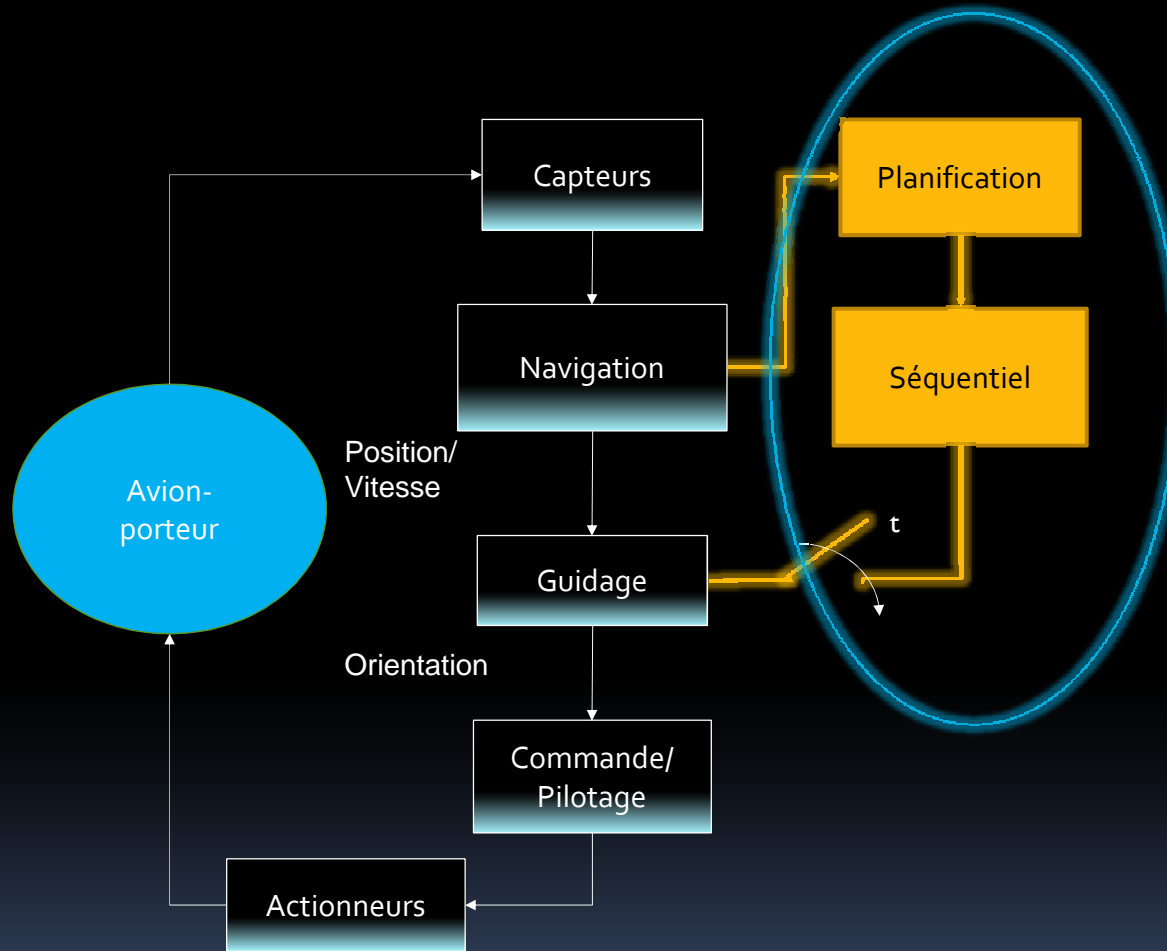 Capteurs
Planification
Navigation
Séquentiel
Position/
Vitesse
Avion-
porteur
t
Guidage
Orientation
Commande/
Pilotage
Actionneurs